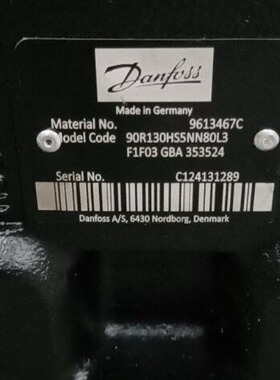 Danfoss
Made in Germany
Material No. 9613467C
Model Code 90R130HS5NN80L3
F1F03 GBA 353524
Serial No. C124131289
Danfoss A/S, 6430 Nordborg, Denmark